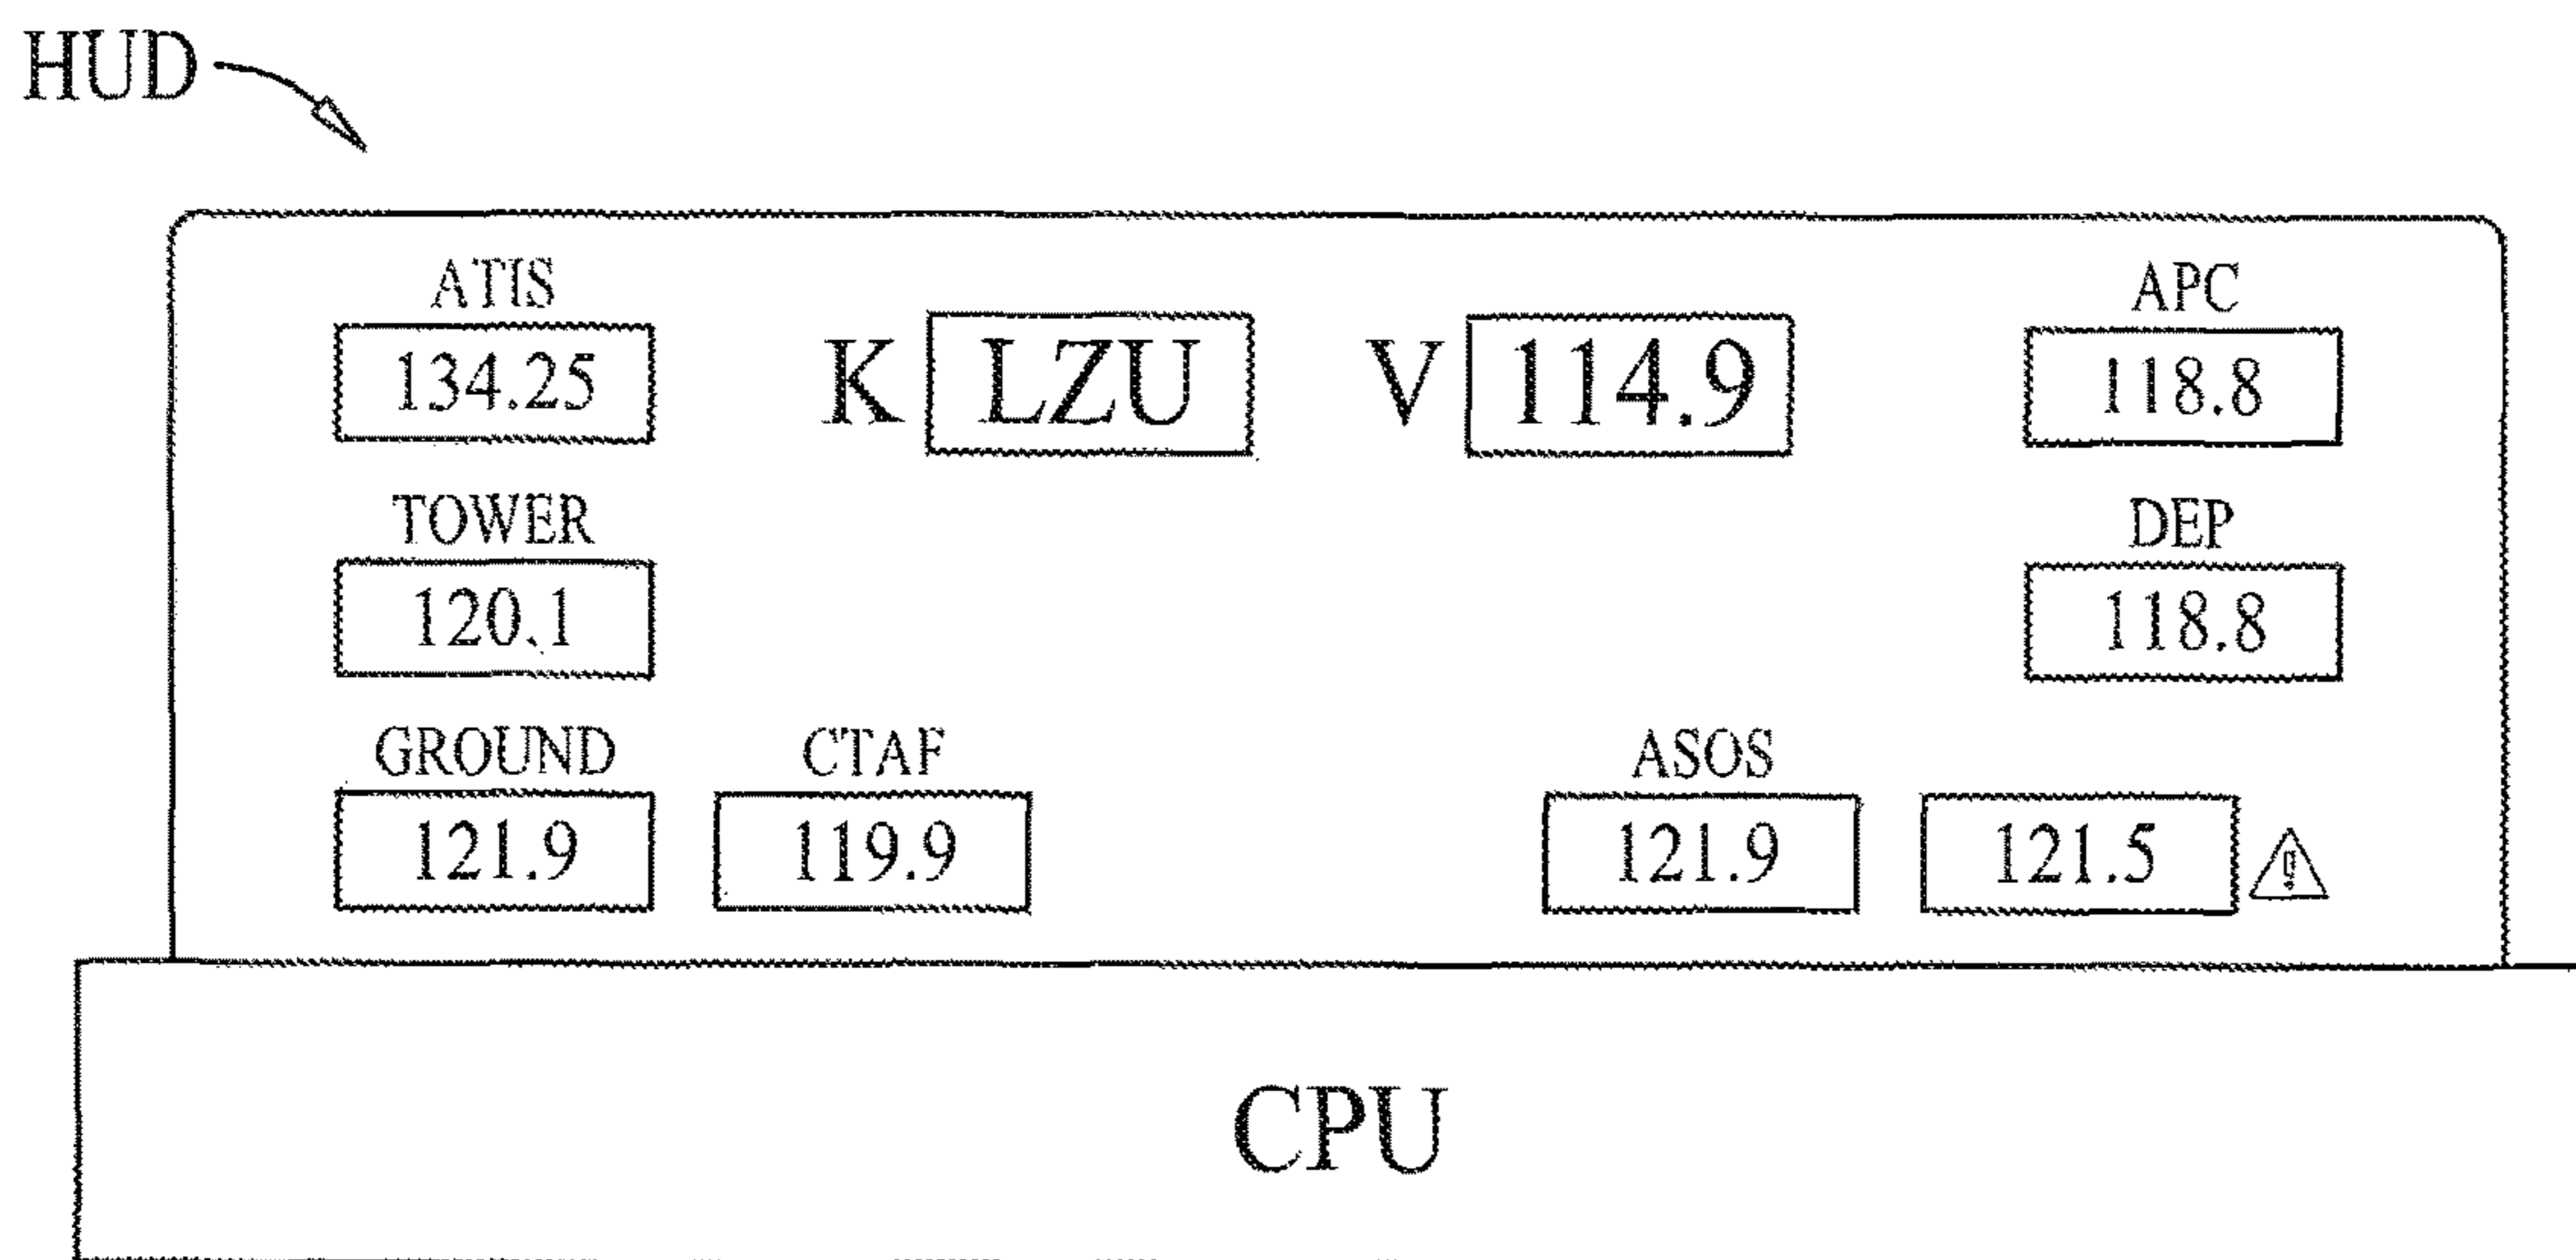 HUD
ATIS APC
134.25 K LZU V 114.9 118.8
TOWER DEP
120.1 118.8
GROUND CTAF ASOS
121.9 119.9 121.9 121.5
CPU